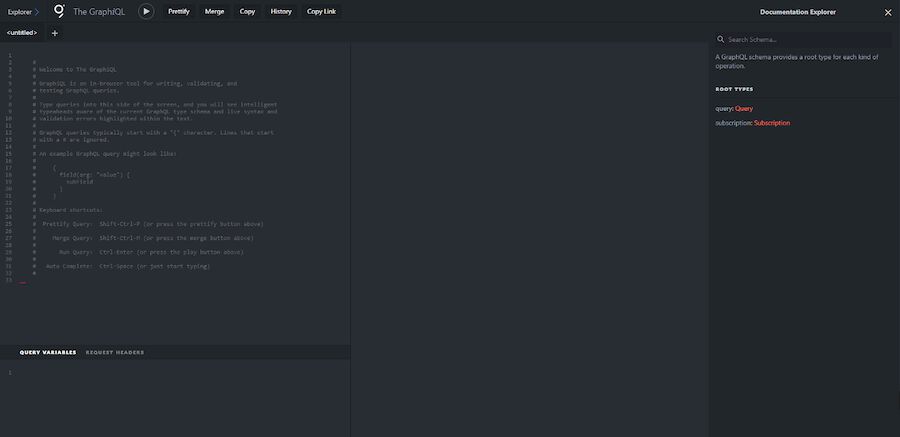 Explorer
The GraphiQL
Prettify
Merge
Copy
History
Copy Link
Documentation Explorer
<untitled>
+
Search Schema...
A GraphQL schema provides a root type for each kind of
operation.
ROOT TYPES
query: Query
subscription: Subscription
1
2 #
3 # Welcome to The GraphiQL
4 #
5 # GraphiQL is an in-browser tool for writing, validating, and
6 # testing GraphQL queries.
7 #
8 # Type queries into this side of the screen, and you will see intelligent
9 # typeaheads aware of the current GraphQL type schema and live syntax and
10 # validation errors highlighted within the text.
11 #
12 # GraphQL queries typically start with a "{" character. Lines that start
13 # with a # are ignored.
14 #
15 # An example GraphQL query might look like:
16 #
17 # {
18 # field(arg: "value") {
19 # subField
20 # }
21 # }
22 #
23 # Keyboard shortcuts:
24 #
25 # Prettify Query: Shift-Ctrl-P (or press the prettify button above)
26 #
27 # Merge Query: Shift-Ctrl-M (or press the merge button above)
28 #
29 # Run Query: Ctrl-Enter (or press the play button above)
30 #
31 # Auto Complete: Ctrl-Space (or just start typing)
32 #
33
QUERY VARIABLES
REQUEST HEADERS
1